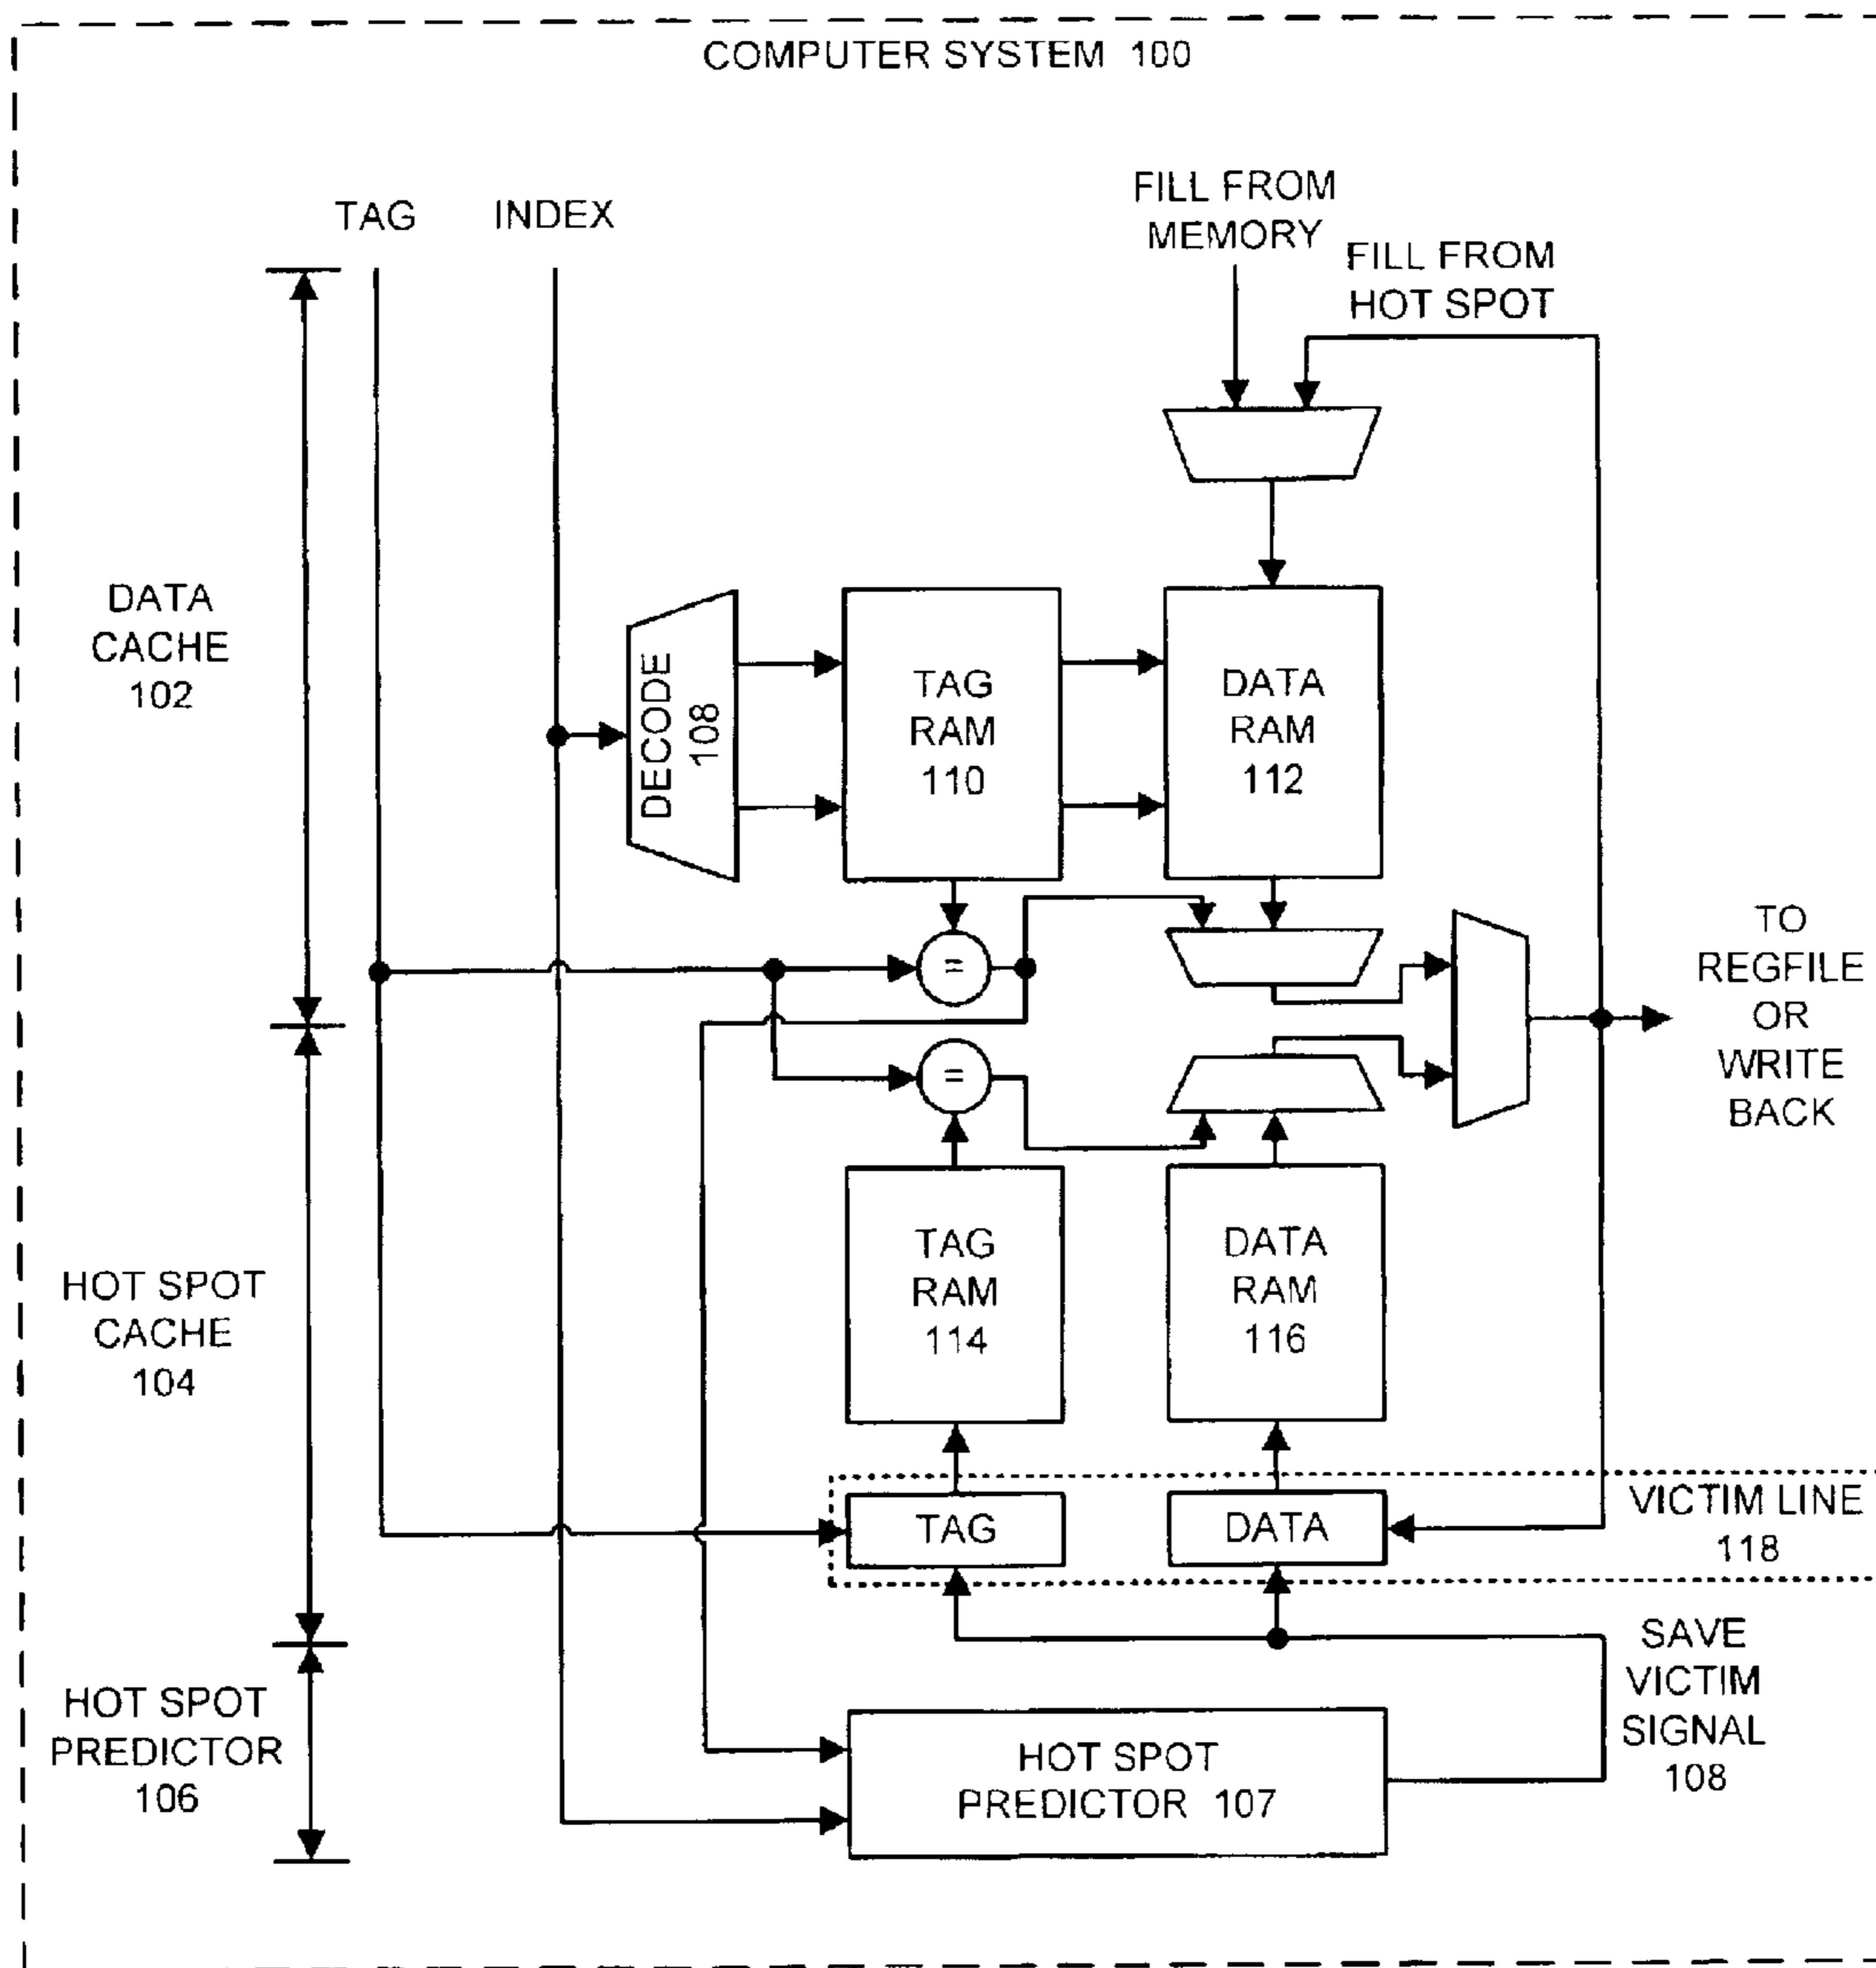 COMPUTER SYSTEM 100
TAG
INDEX
FILL FROM
MEMORY
FILL FROM
HOT SPOT
DATA
CACHE
102
DECODE
108
TAG
RAM
110
DATA
RAM
112
=
=
TO
REGFILE
OR
WRITE
BACK
HOT SPOT
CACHE
104
TAG
RAM
114
DATA
RAM
116
TAG
DATA
VICTIM LINE
118
SAVE
VICTIM
SIGNAL
108
HOT SPOT
PREDICTOR
106
HOT SPOT
PREDICTOR 107